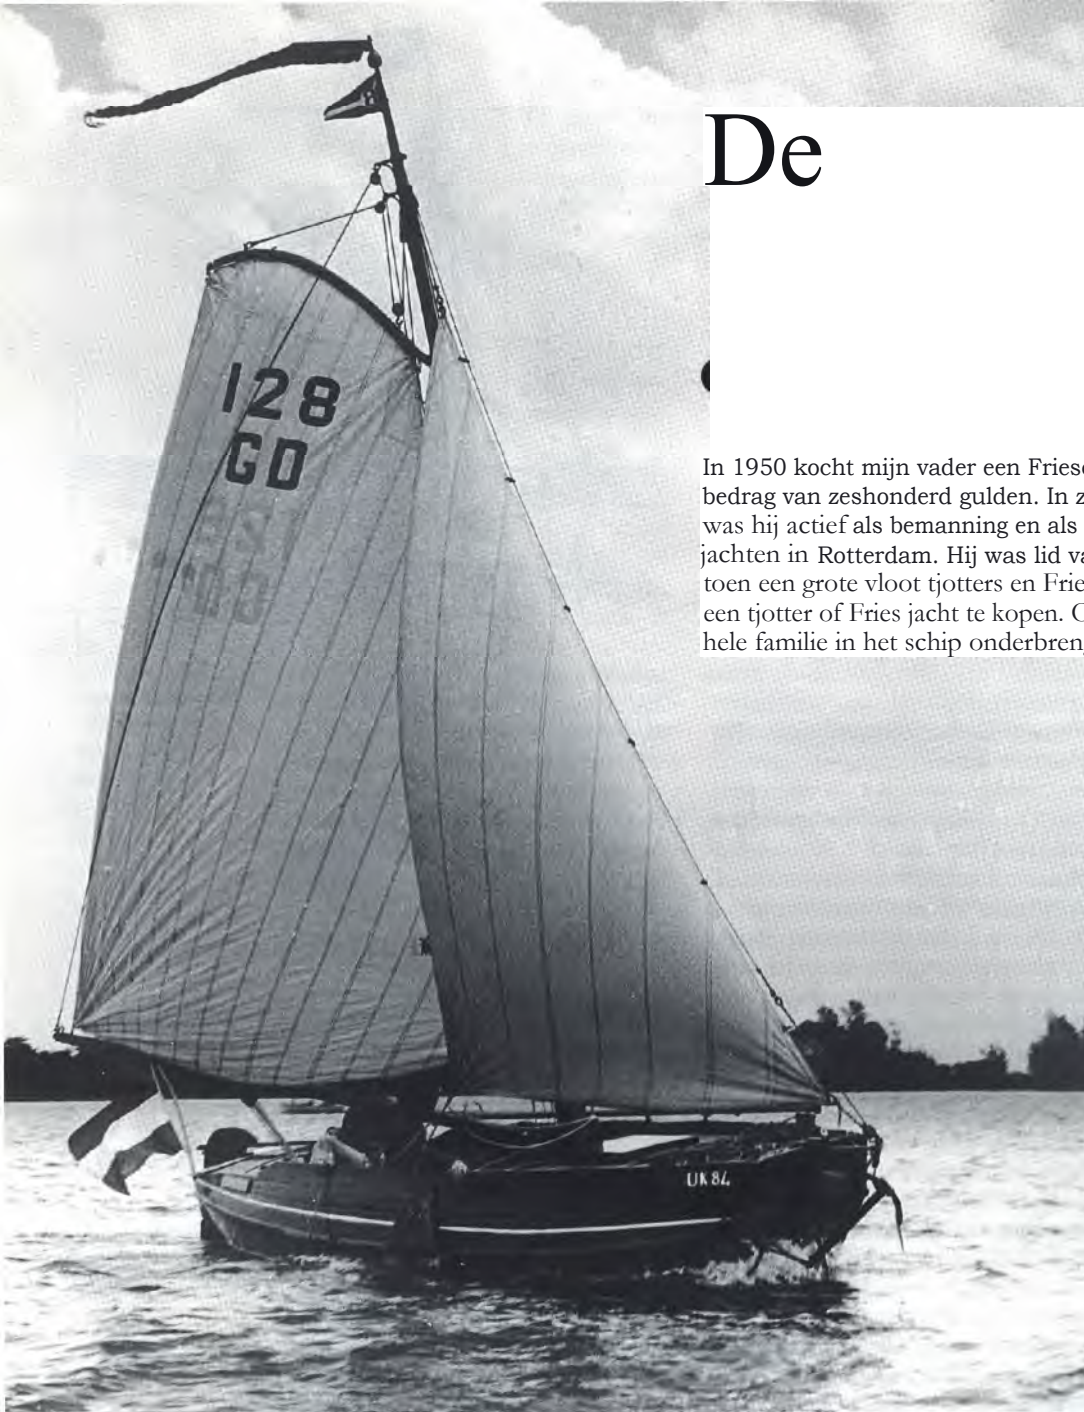 De
128
GD
In 1950 kocht mijn vader een Friese
bedrag van zeshonderd gulden. In z
was hij actief als bemanning en als
jachten in Rotterdam. Hij was lid va
toen een grote vloot tjotters en Frie
een tjotter of Fries jacht te kopen. O
hele familie in het schip onderbren
UK 84